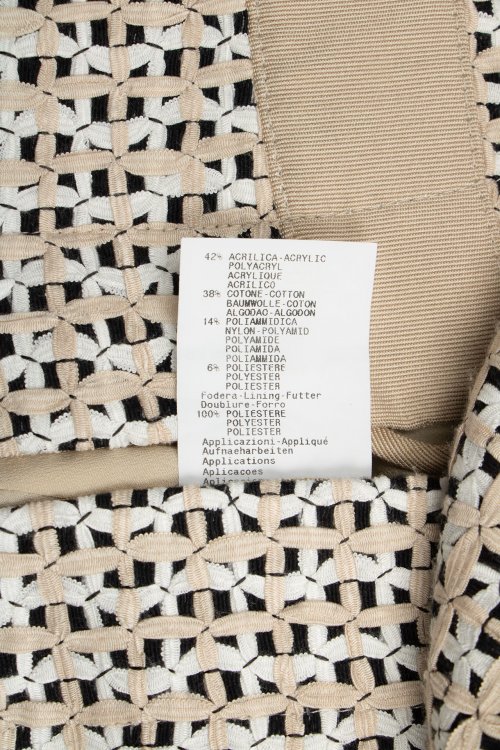 42% ACRILICA-ACRYLIC
POLYACRYL
ACRYLIQUE
ACRILICO
38% COTONE-COTTON
BAUMWOLLE-COTON
ALGODAO-ALGODON
14% POLIAMMIDICA
NYLON-POLYAMID
POLYAMIDE
POLIAMIDA
POLIAMMIDA
6% POLIESTERE
POLYESTER
POLIESTER
Fodera-Lining-Futter
Doublure-Forro
100% POLIESTERE
POLYESTER
POLIESTER
Applicazioni-Appliqué
Aufnaeharbeiten
Applications
Aplicacoes